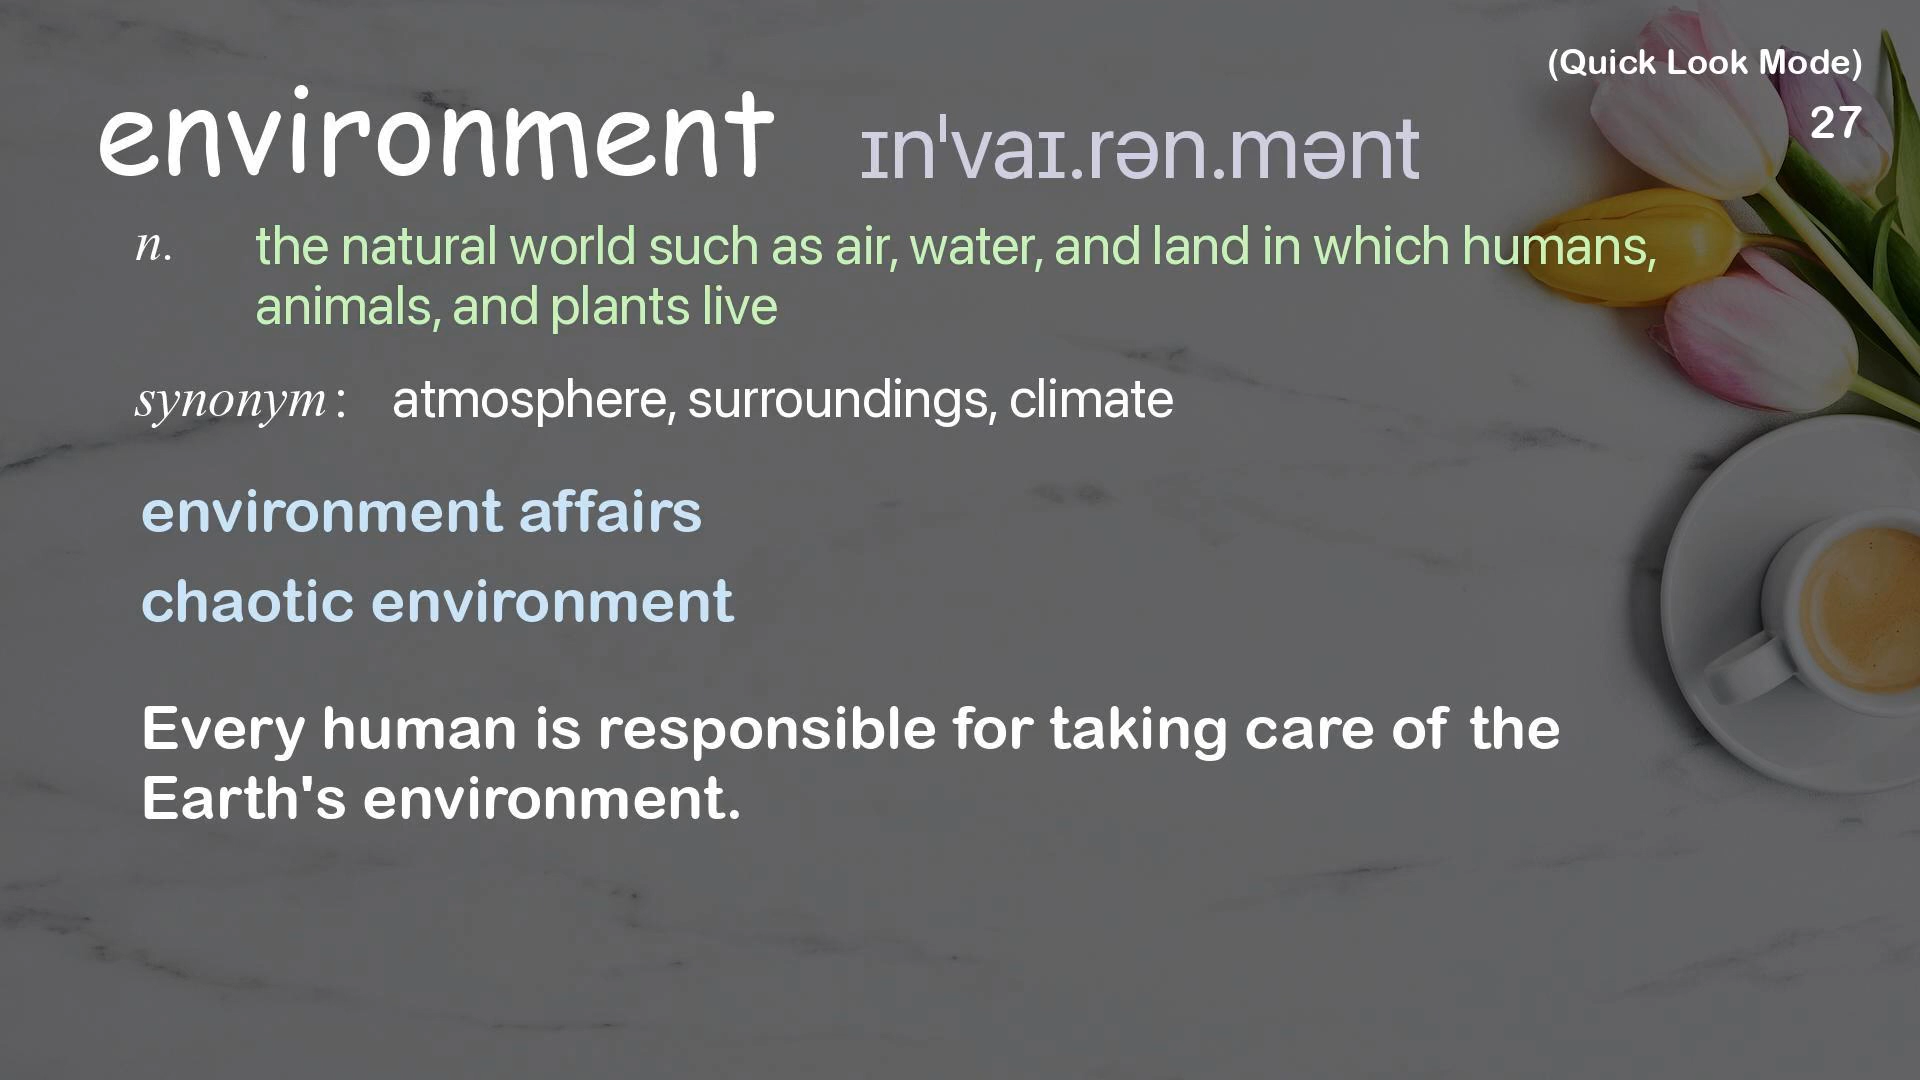 (Quick Look Mode)
27
environment ɪnˈvaɪ.rən.mənt
n. the natural world such as air, water, and land in which humans,
animals, and plants live
synonym: atmosphere, surroundings, climate
environment affairs
chaotic environment
Every human is responsible for taking care of the
Earth's environment.